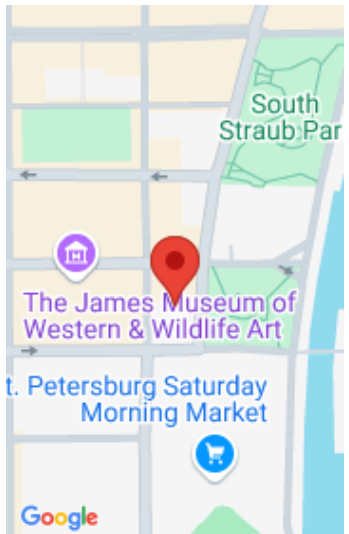 South
Straub Par
The James Museum of
Western & Wildlife Art
t. Petersburg Saturday
Morning Market
Google